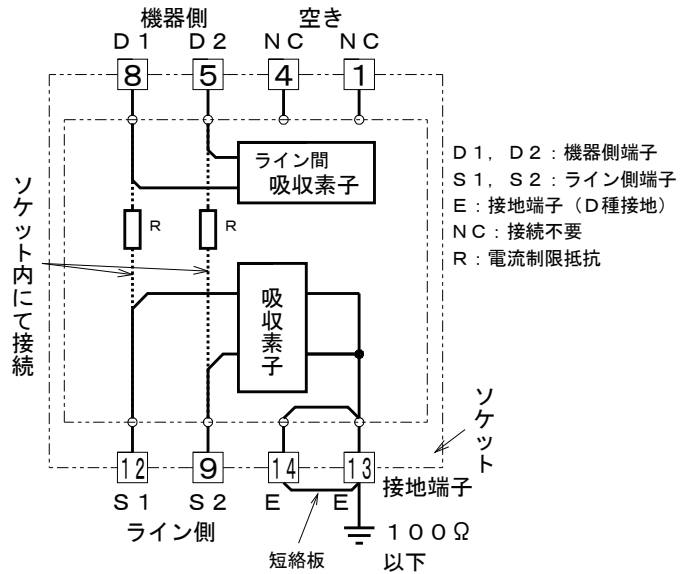 機器側 空き
D1 D2 NC NC
8 5 4 1
ライン間
吸収素子
D1, D2:機器側端子
S1, S2:ライン側端子
E:接地端子(D種接地)
NC:接続不要
R:電流制限抵抗
ソケット内にて接続
R R
吸収素子
ソケット
12 9 14 13
接地端子
S1 S2 E E
ライン側
100Ω
以下
短絡板